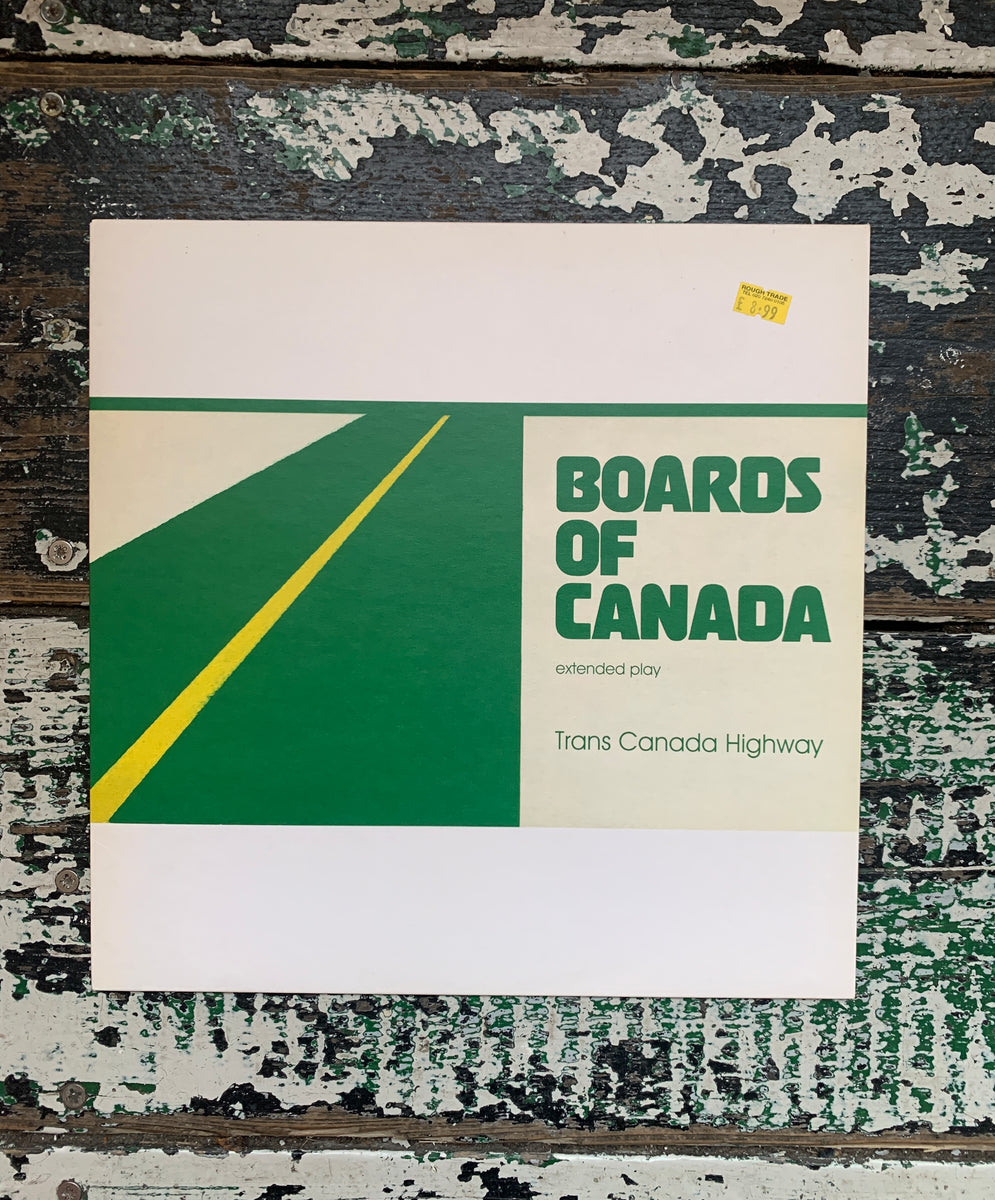 ROUGH TRADE
£ 8.99
BOARDS
OF
CANADA
extended play
Trans Canada Highway